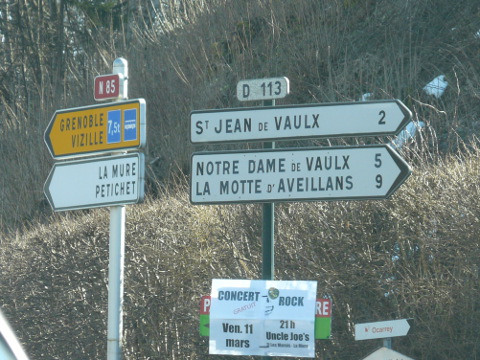 N 85
GRENOBLE
VIZILLE
7,5t
LA MURE
PETICHET
D 113
ST JEAN DE VAULX 2
NOTRE DAME DE VAULX 5
LA MOTTE D'AVEILLANS 9
CONCERT ROCK
GRATUIT
Ven. 11
mars
21h
Uncle Joe's